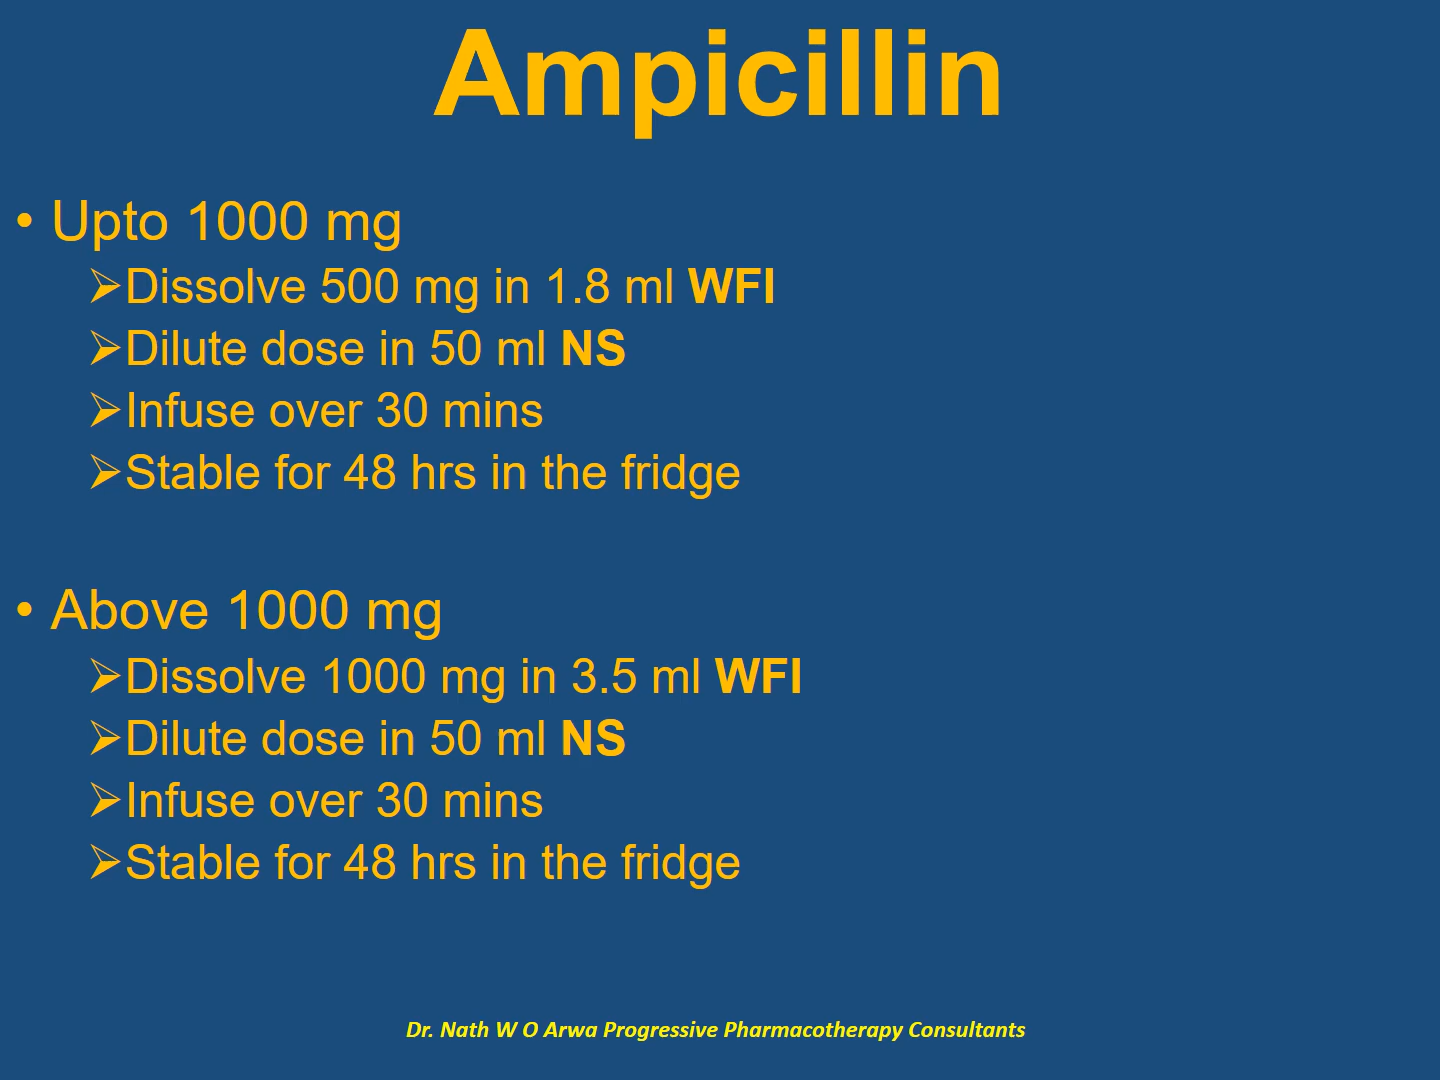 Ampicillin
• Upto 1000 mg
➢Dissolve 500 mg in 1.8 ml WFI
➢Dilute dose in 50 ml NS
➢Infuse over 30 mins
➢Stable for 48 hrs in the fridge
• Above 1000 mg
➢Dissolve 1000 mg in 3.5 ml WFI
➢Dilute dose in 50 ml NS
➢Infuse over 30 mins
➢Stable for 48 hrs in the fridge
Dr. Nath W O Arwa Progressive Pharmacotherapy Consultants